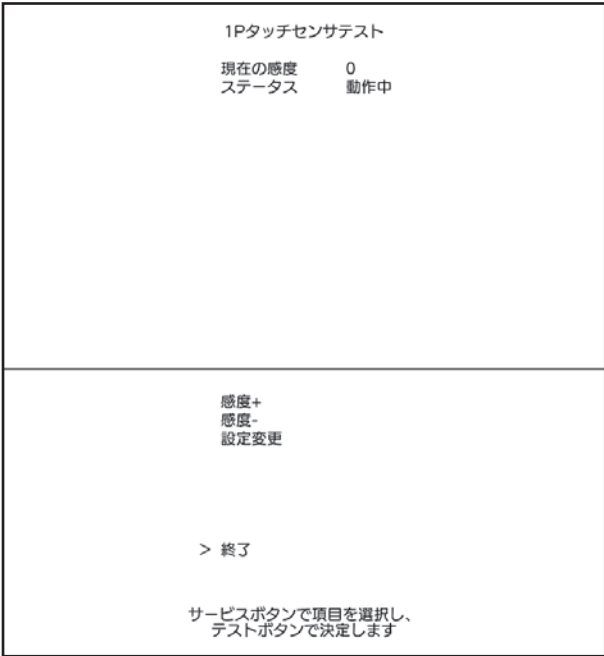 1Pタッチセンサテスト
現在の感度 0
ステータス 動作中
感度+
感度-
設定変更
> 終了
サービスボタンで項目を選択し、
テストボタンで決定します